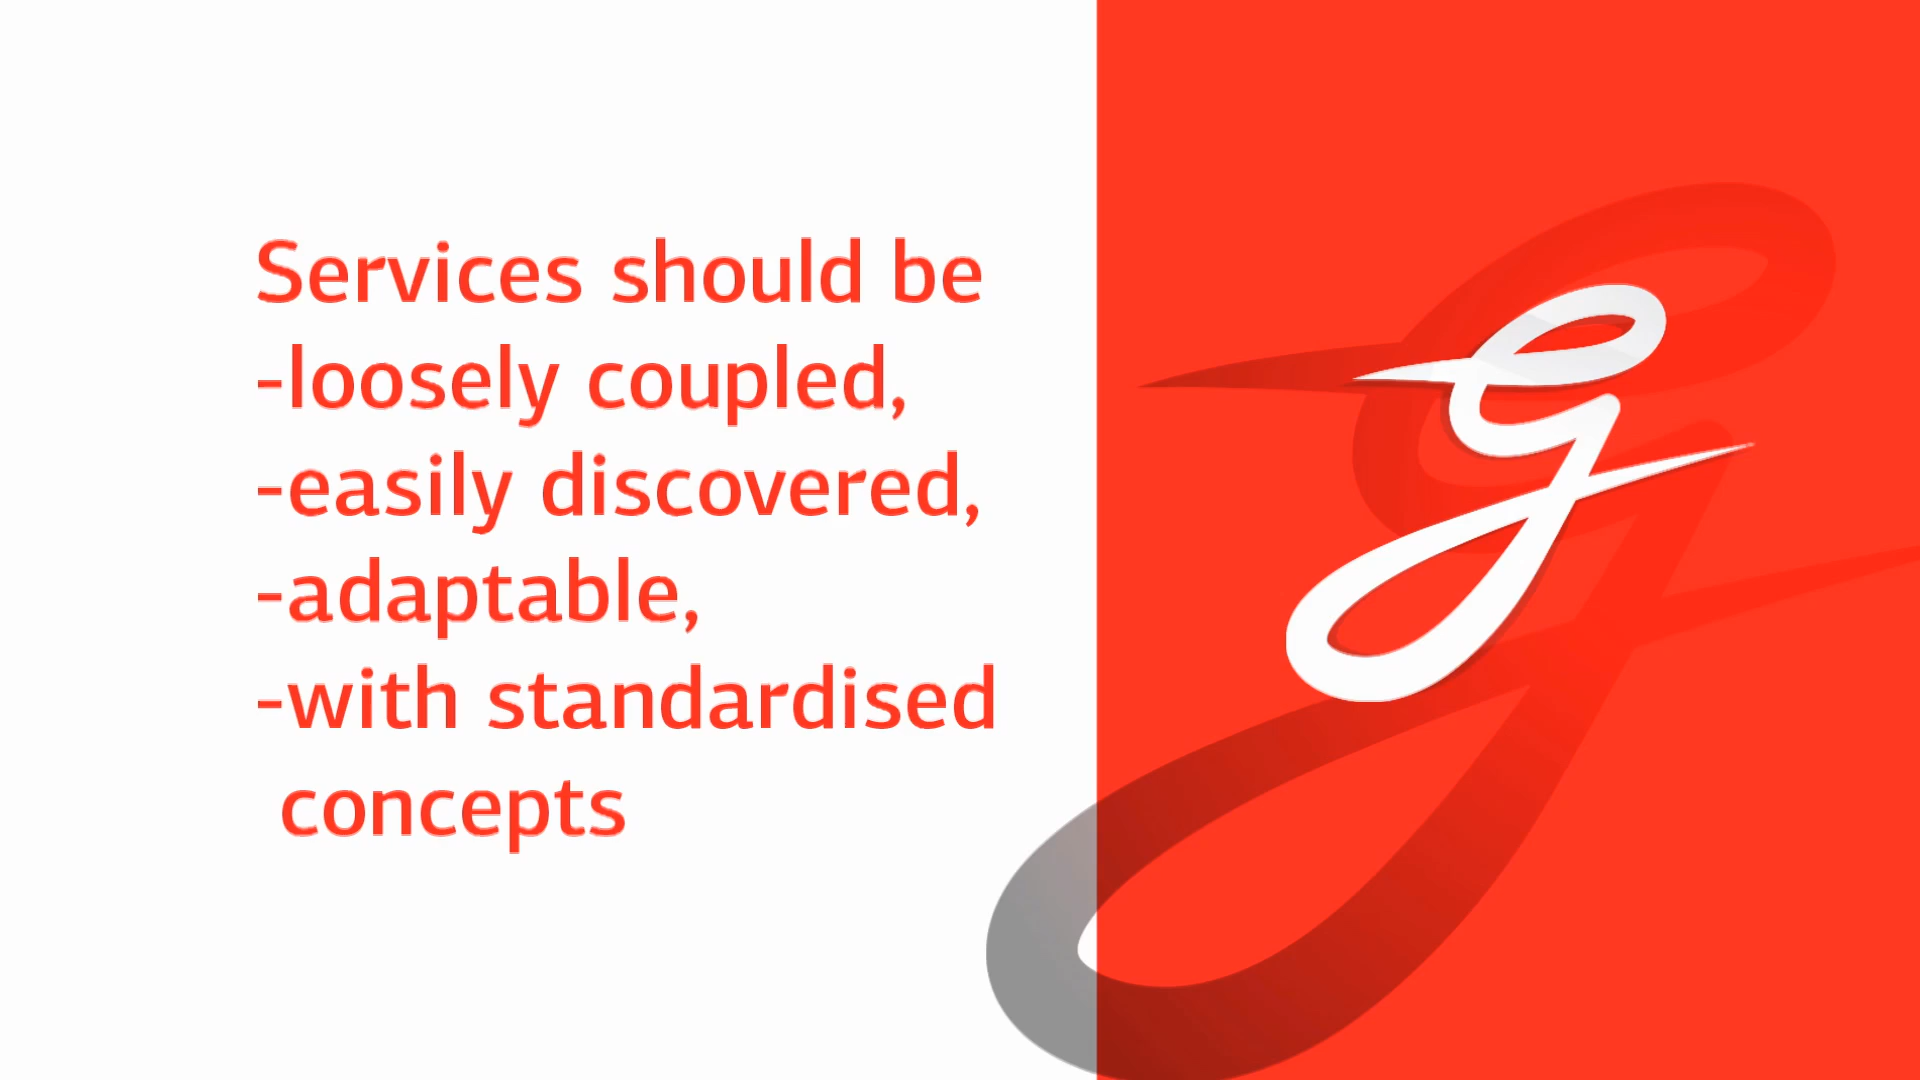 Services should be
-loosely coupled,
-easily discovered,
-adaptable,
-with standardised
concepts
g